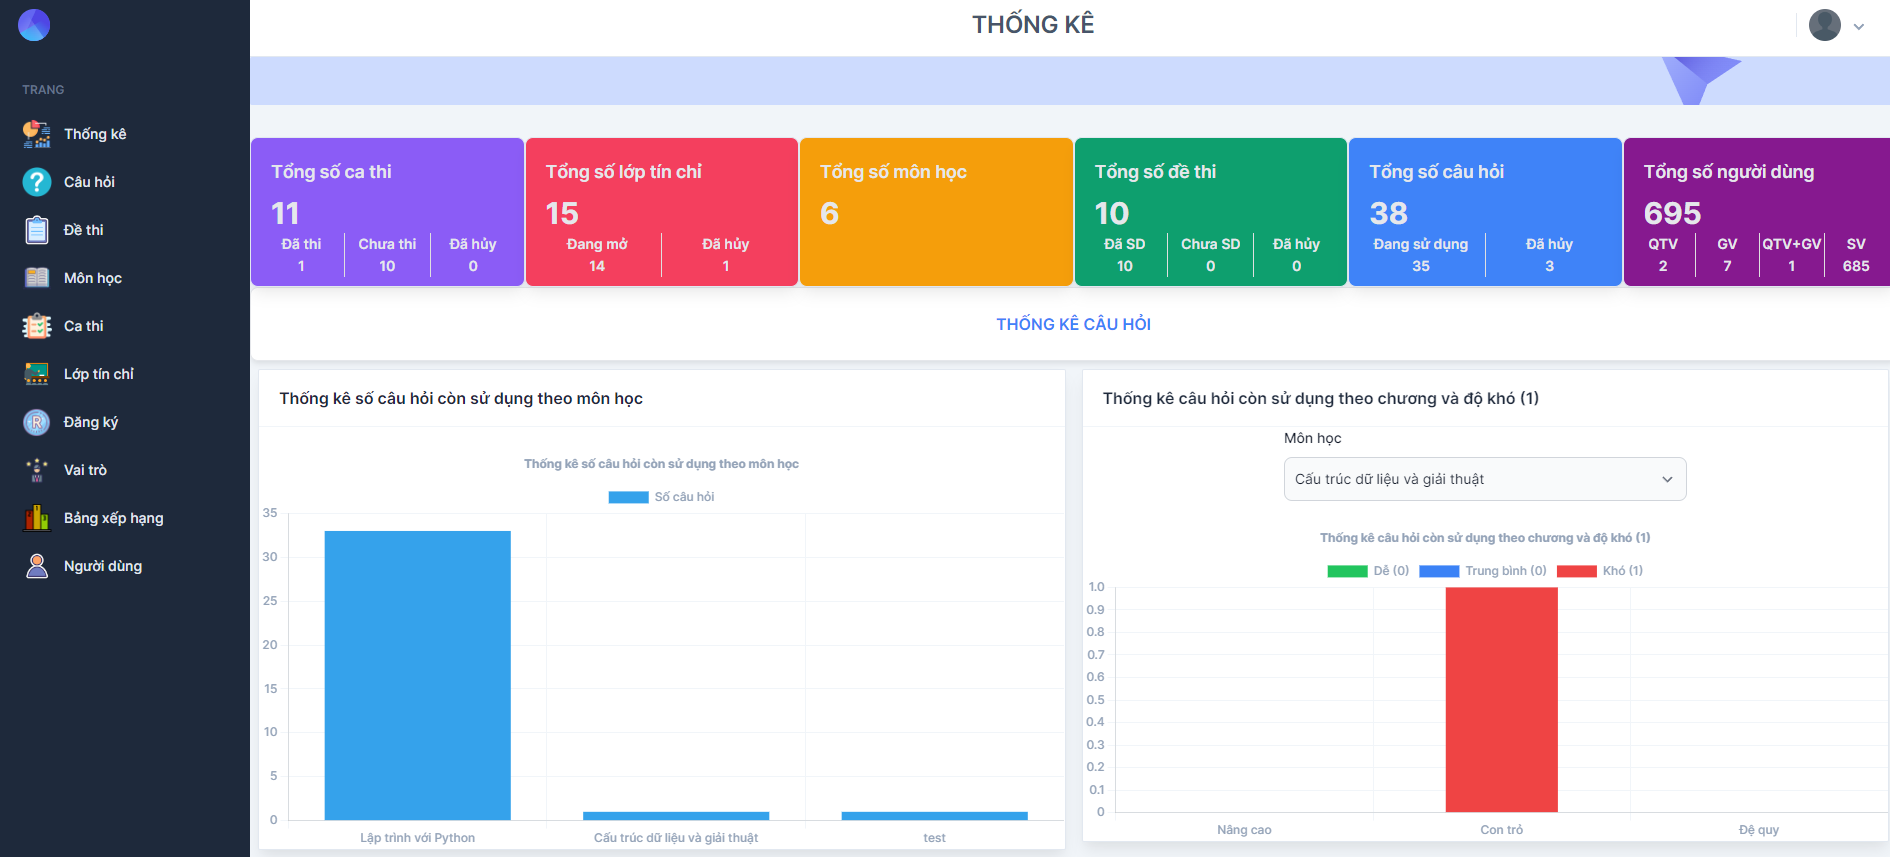 THỐNG KÊ
TRANG
Thống kê
Câu hỏi
Đề thi
Môn học
Ca thi
Lớp tín chỉ
Đăng ký
Vai trò
Bảng xếp hạng
Người dùng
Tổng số ca thi
11
Đã thi Chưa thi Đã hủy
1 10 0
Tổng số lớp tín chỉ
15
Đang mở Đã hủy
14 1
Tổng số môn học
6
Tổng số đề thi
10
Đã SD Chưa SD Đã hủy
10 0 0
Tổng số câu hỏi
38
Đang sử dụng Đã hủy
35 3
Tổng số người dùng
695
QTV GV QTV+GV SV
2 7 1 685
THỐNG KÊ CÂU HỎI
Thống kê số câu hỏi còn sử dụng theo môn học
Thống kê số câu hỏi còn sử dụng theo môn học
Số câu hỏi
35
30
25
20
15
10
5
0
Lập trình với Python Cấu trúc dữ liệu và giải thuật test
Thống kê câu hỏi còn sử dụng theo chương và độ khó (1)
Môn học
Cấu trúc dữ liệu và giải thuật
Thống kê câu hỏi còn sử dụng theo chương và độ khó (1)
Dễ (0) Trung bình (0) Khó (1)
1.0
0.9
0.8
0.7
0.6
0.5
0.4
0.3
0.2
0.1
0
Nâng cao Con trỏ Đệ quy